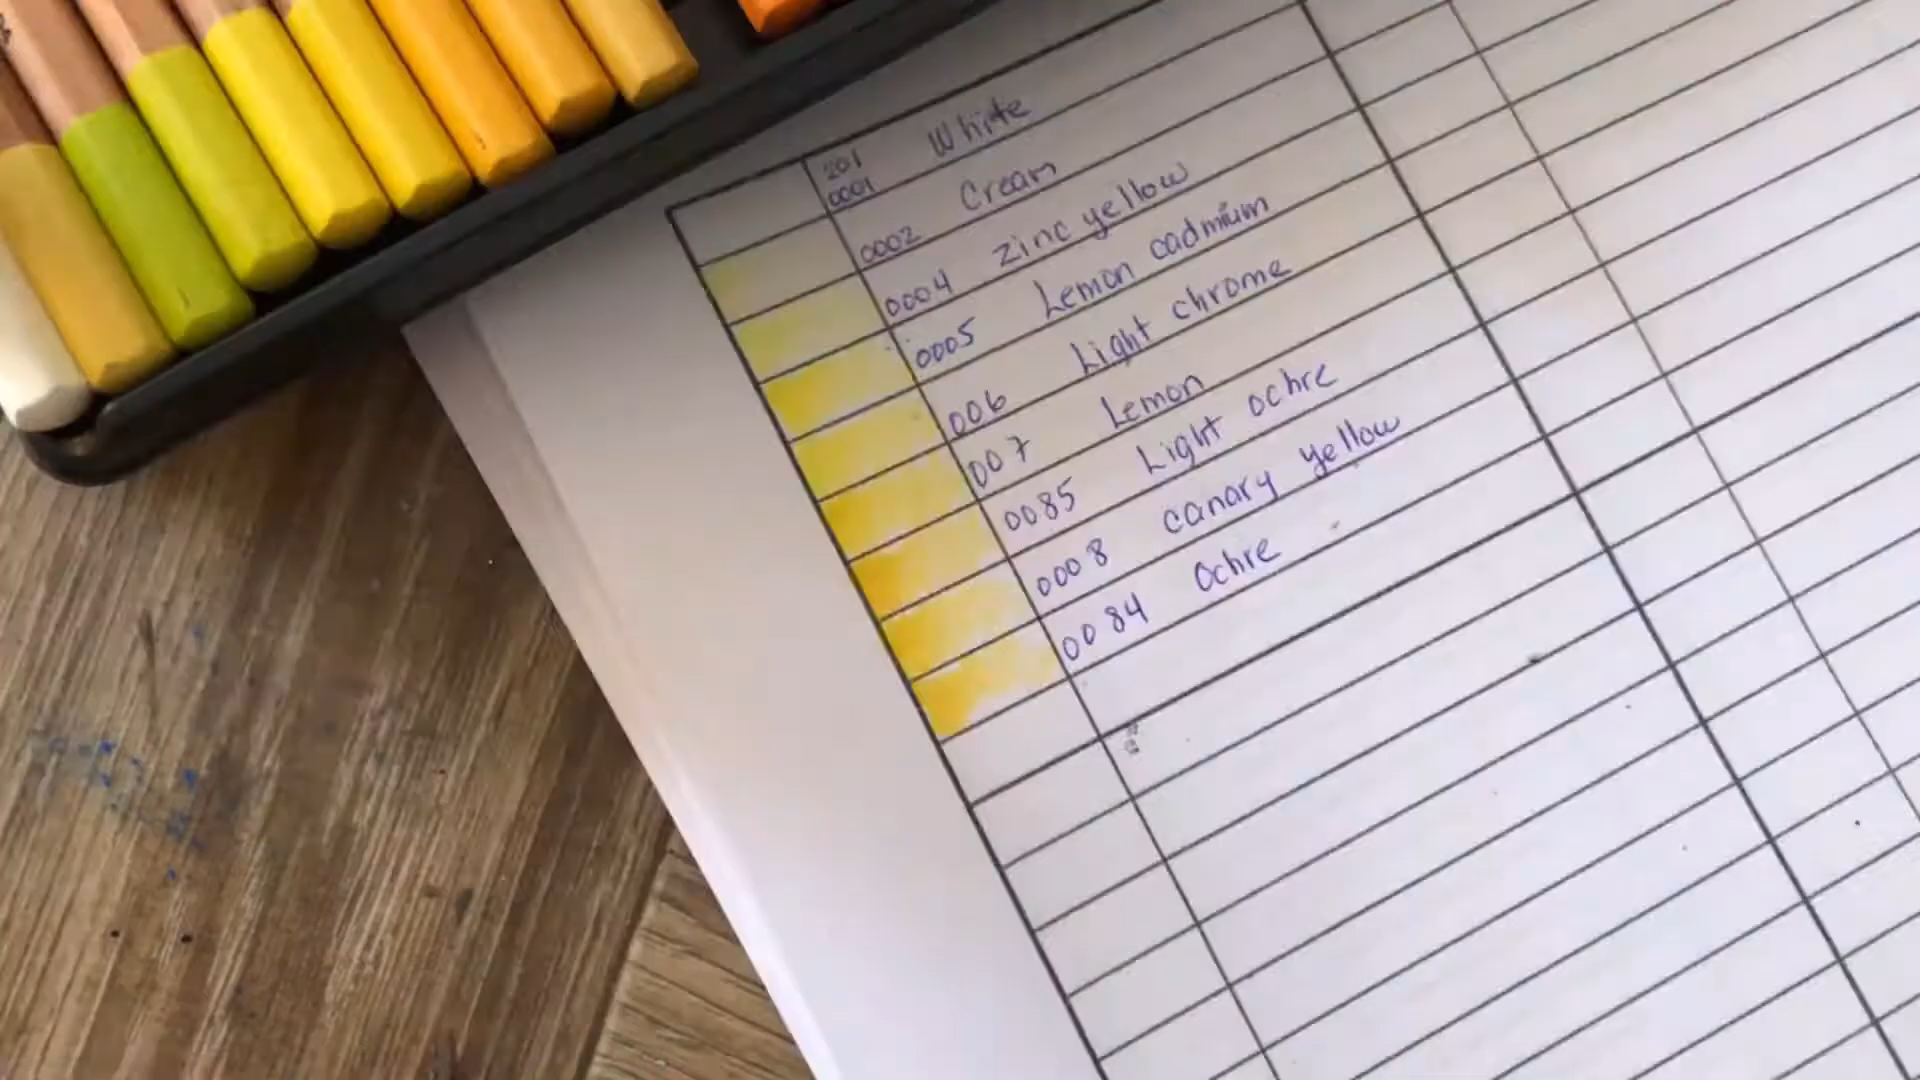 201
0001 White
0002 Cream
0004 zinc yellow
0005 Lemon cadmium
006 Light chrome
007 Lemon
0085 Light ochre
0008 canary yellow
0084 Ochre